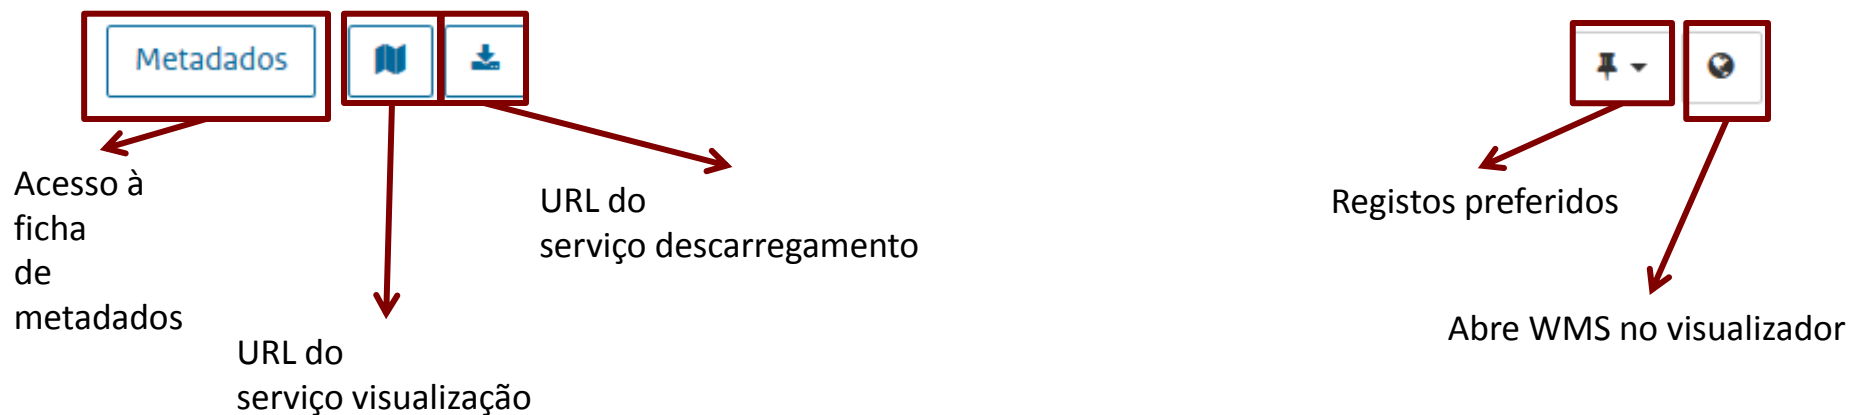 Metadados
Acesso à
ficha
de
metadados
URL do
serviço visualização
URL do
serviço descarregamento
Registos preferidos
Abre WMS no visualizador